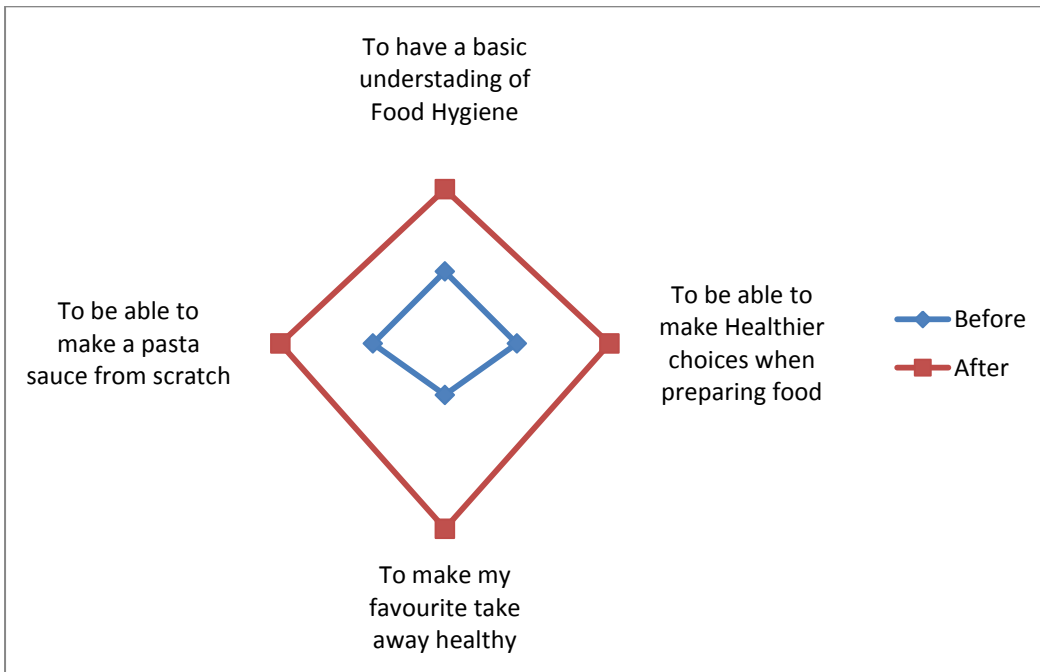 To have a basic
understading of
Food Hygiene
To be able to
make a pasta
sauce from scratch
To be able to
make Healthier
choices when
preparing food
Before
After
To make my
favourite take
away healthy